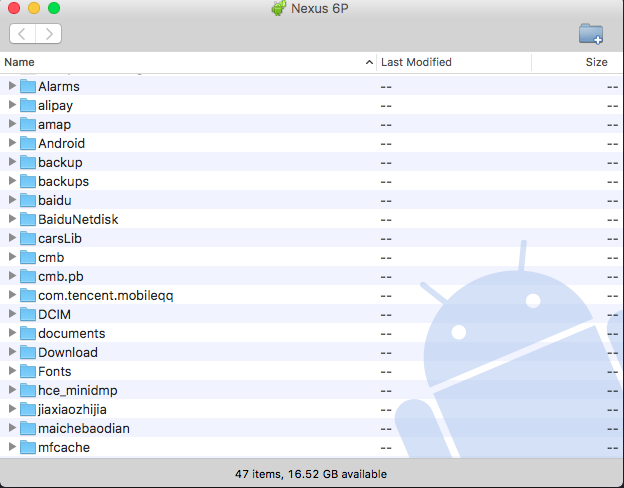 Nexus 6P
Name Last Modified Size
Alarms -- --
alipay -- --
amap -- --
Android -- --
backup -- --
backups -- --
baidu -- --
BaiduNetdisk -- --
carsLib -- --
cmb -- --
cmb.pb -- --
com.tencent.mobileqq -- --
DCIM -- --
documents -- --
Download -- --
Fonts -- --
hce_minidmp -- --
jiaxiaozhijia -- --
maichebaodian -- --
mfcache -- --
47 items, 16.52 GB available